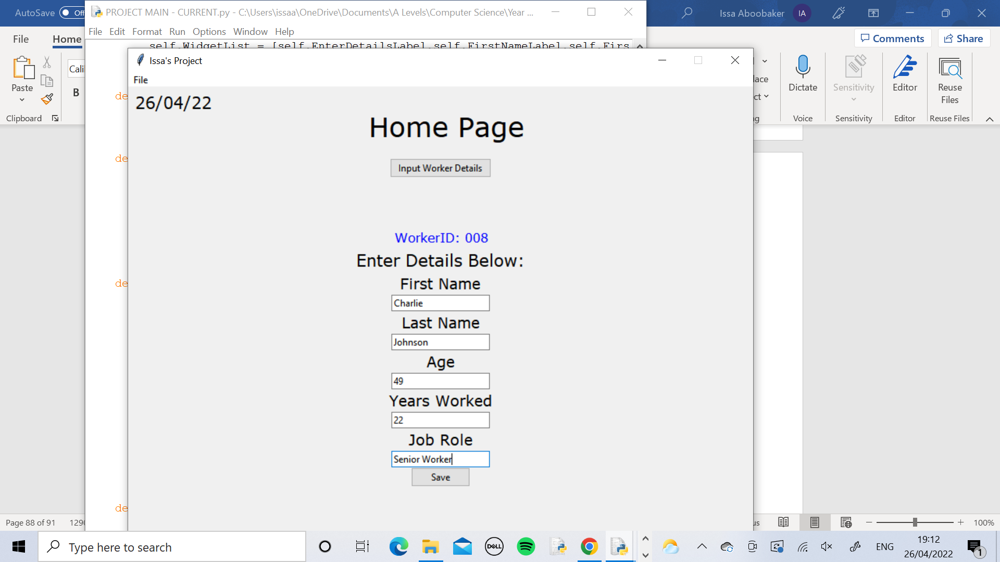 AutoSave Off
PROJECT MAIN - CURRENT.py - C:\Users\issaa\OneDrive\Documents\A Levels\Computer Science\Year ...
Issa Aboobaker IA
File Edit Format Run Options Window Help
File Home
Comments Share
self.WidgetList = [self.EnterDetailsLabel,self.FirstNameLabel,self.Firs
Issa's Project
File
26/04/22
Home Page
Input Worker Details
WorkerID: 008
Enter Details Below:
First Name
Charlie
Last Name
Johnson
Age
49
Years Worked
22
Job Role
Senior Worker
Save
Paste
Cali
B
Clipboard
de
de
de
de
lace
ct
Dictate
Voice
Sensitivity
Sensitivity
Editor
Editor
Reuse
Files
Reuse Files
Page 88 of 91
100%
Type here to search
DELL
ENG
19:12
26/04/2022
1